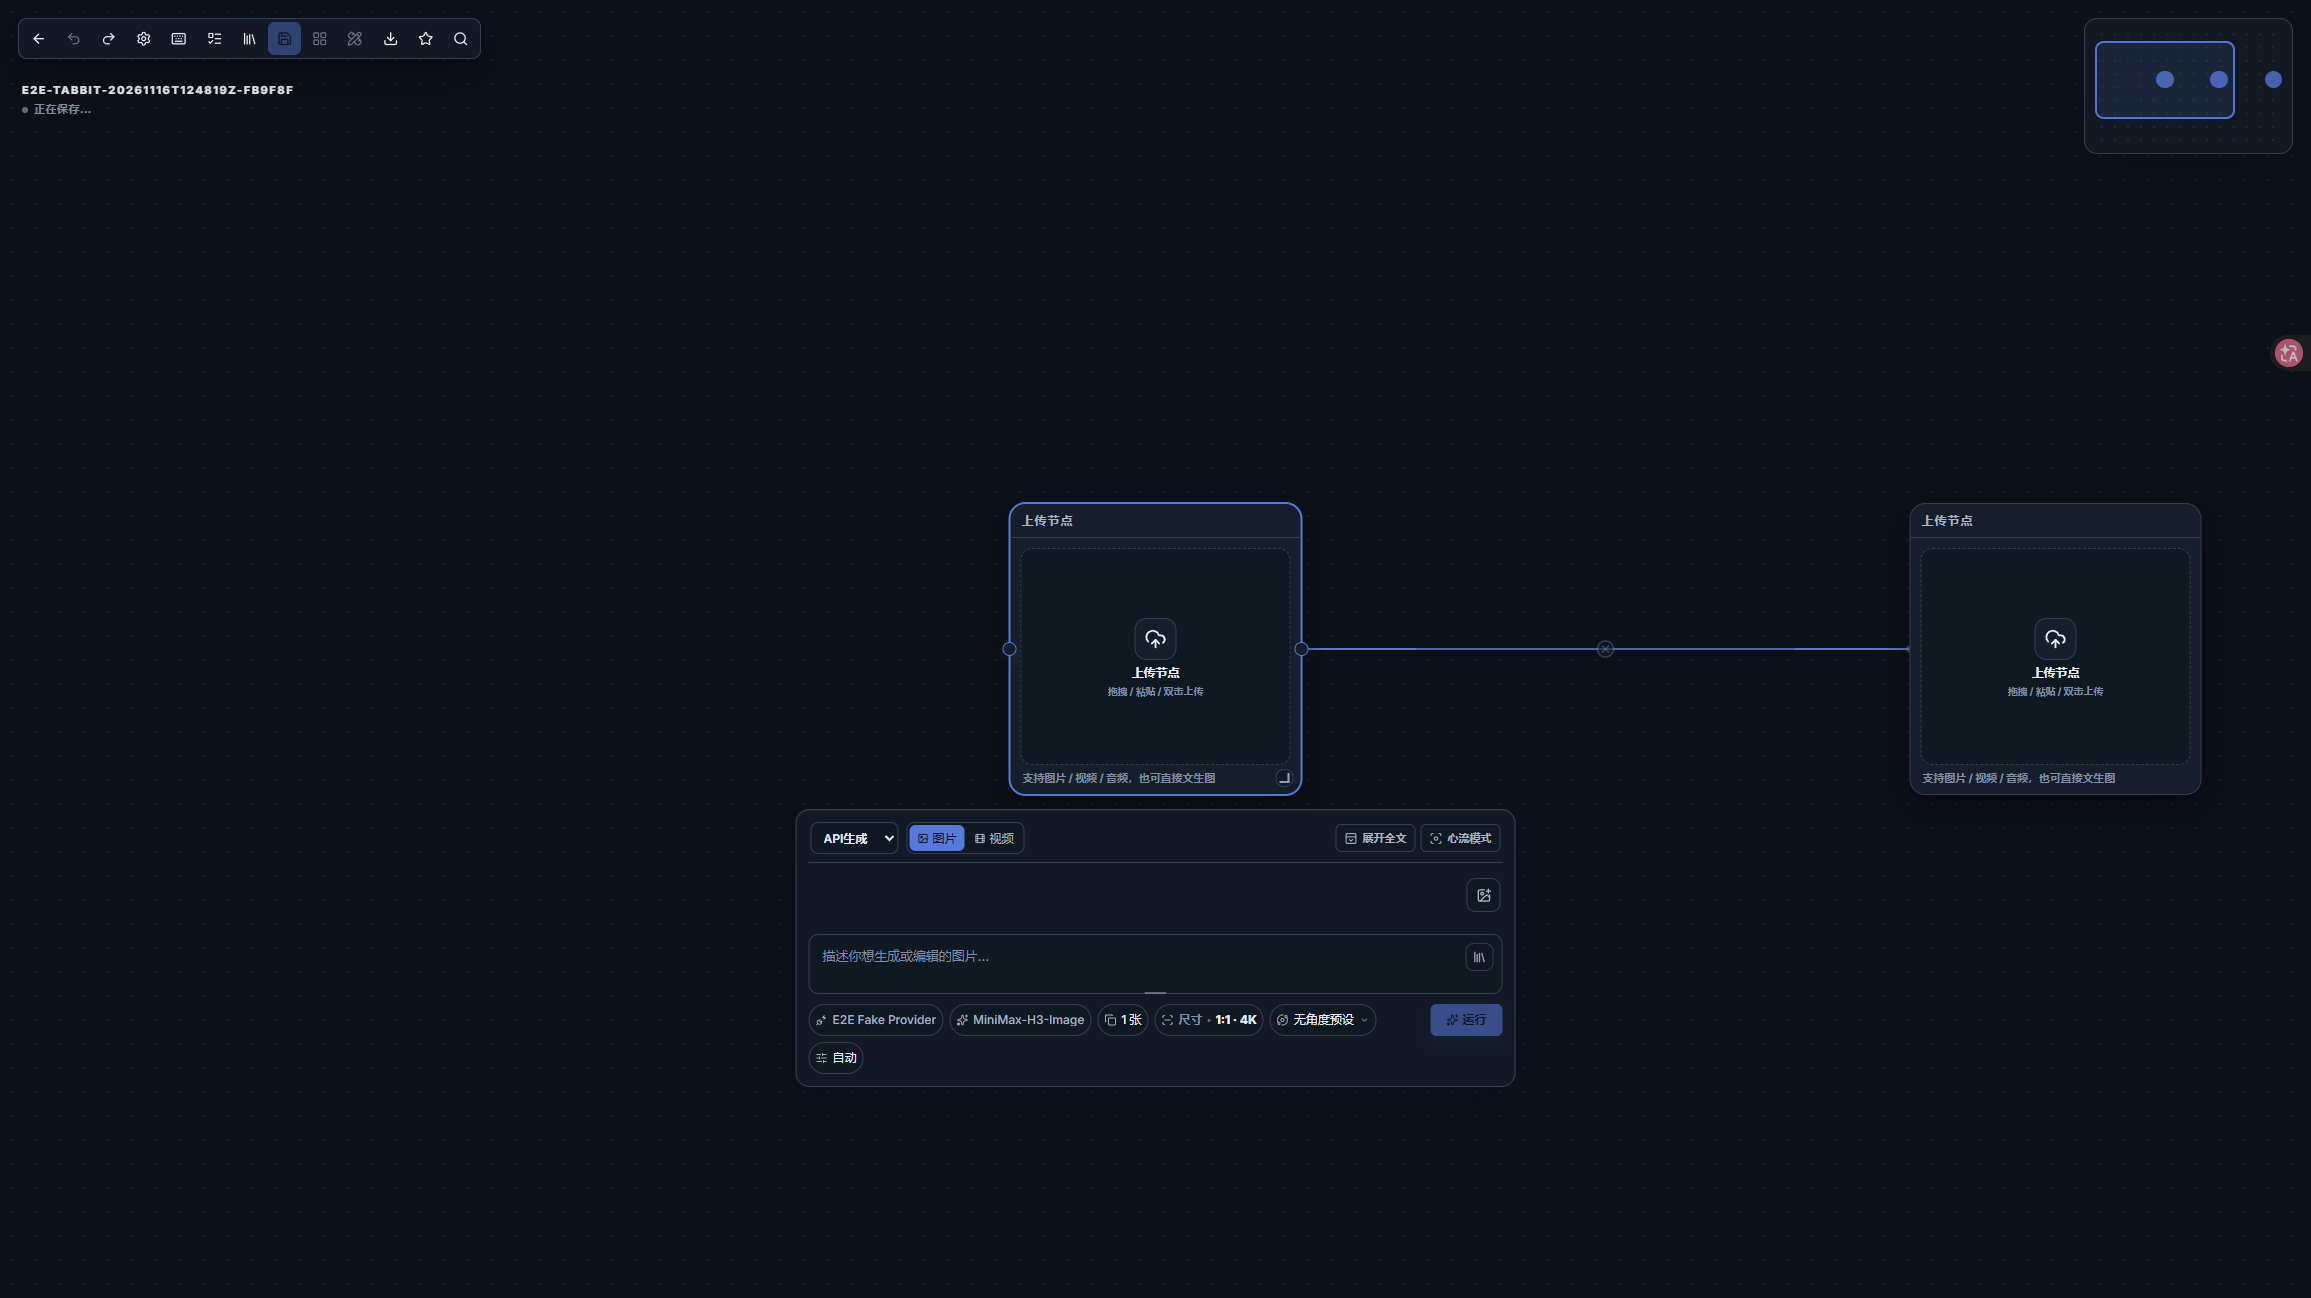 E2E-TABBIT-20261116T124819Z-FB9F8F
正在保存...
上传节点
上传节点
拖拽 / 粘贴 / 双击上传
支持图片 / 视频 / 音频，也可直接文生图
上传节点
上传节点
拖拽 / 粘贴 / 双击上传
支持图片 / 视频 / 音频，也可直接文生图
API生成 图片 视频 展开全文 心流模式
描述你想生成或编辑的图片...
E2E Fake Provider MiniMax-H3-Image 1张 尺寸 • 1:1 · 4K 无角度预设 运行
自动